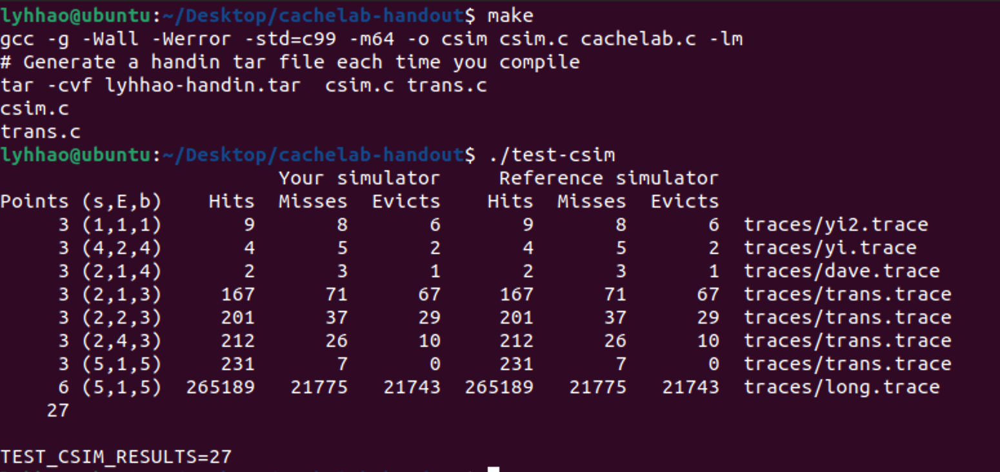 lyhhao@ubuntu:~/Desktop/cachelab-handout$ make
gcc -g -Wall -Werror -std=c99 -m64 -o csim csim.c cachelab.c -lm
# Generate a handin tar file each time you compile
tar -cvf lyhhao-handin.tar  csim.c trans.c
csim.c
trans.c
lyhhao@ubuntu:~/Desktop/cachelab-handout$ ./test-csim
                        Your simulator     Reference simulator
Points (s,E,b)    Hits  Misses  Evicts    Hits  Misses  Evicts
     3 (1,1,1)       9       8       6       9       8       6  traces/yi2.trace
     3 (4,2,4)       4       5       2       4       5       2  traces/yi.trace
     3 (2,1,4)       2       3       1       2       3       1  traces/dave.trace
     3 (2,1,3)     167      71      67     167      71      67  traces/trans.trace
     3 (2,2,3)     201      37      29     201      37      29  traces/trans.trace
     3 (2,4,3)     212      26      10     212      26      10  traces/trans.trace
     3 (5,1,5)     231       7       0     231       7       0  traces/trans.trace
     6 (5,1,5)  265189   21775   21743  265189   21775   21743  traces/long.trace
    27
TEST_CSIM_RESULTS=27